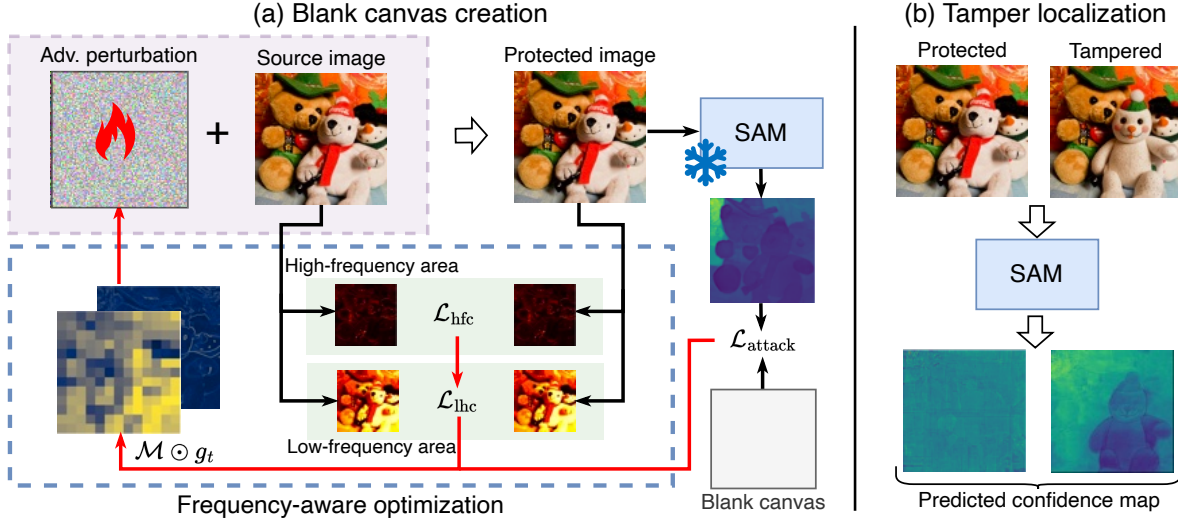 (a) Blank canvas creation
Adv. perturbation
Source image
Protected image
SAM
High-frequency area
ℒhfc
ℒattack
ℒlhc
Low-frequency area
ℳ ⊙ gt
Blank canvas
Frequency-aware optimization
(b) Tamper localization
Protected
Tampered
SAM
Predicted confidence map